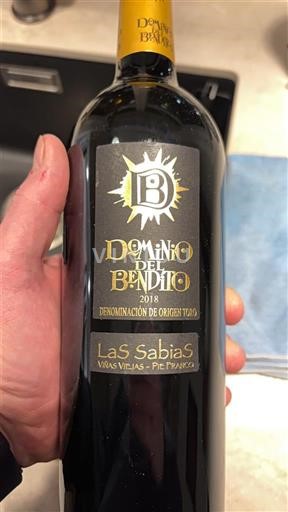 DOMINIO
DEL
BENDITO
DB
DOMINIO
DEL
BENDITO
2018
DENOMINACIÓN DE ORIGEN TORO
LaS SabiaS
VIÑAS VIEJAS - PIE FRANCO